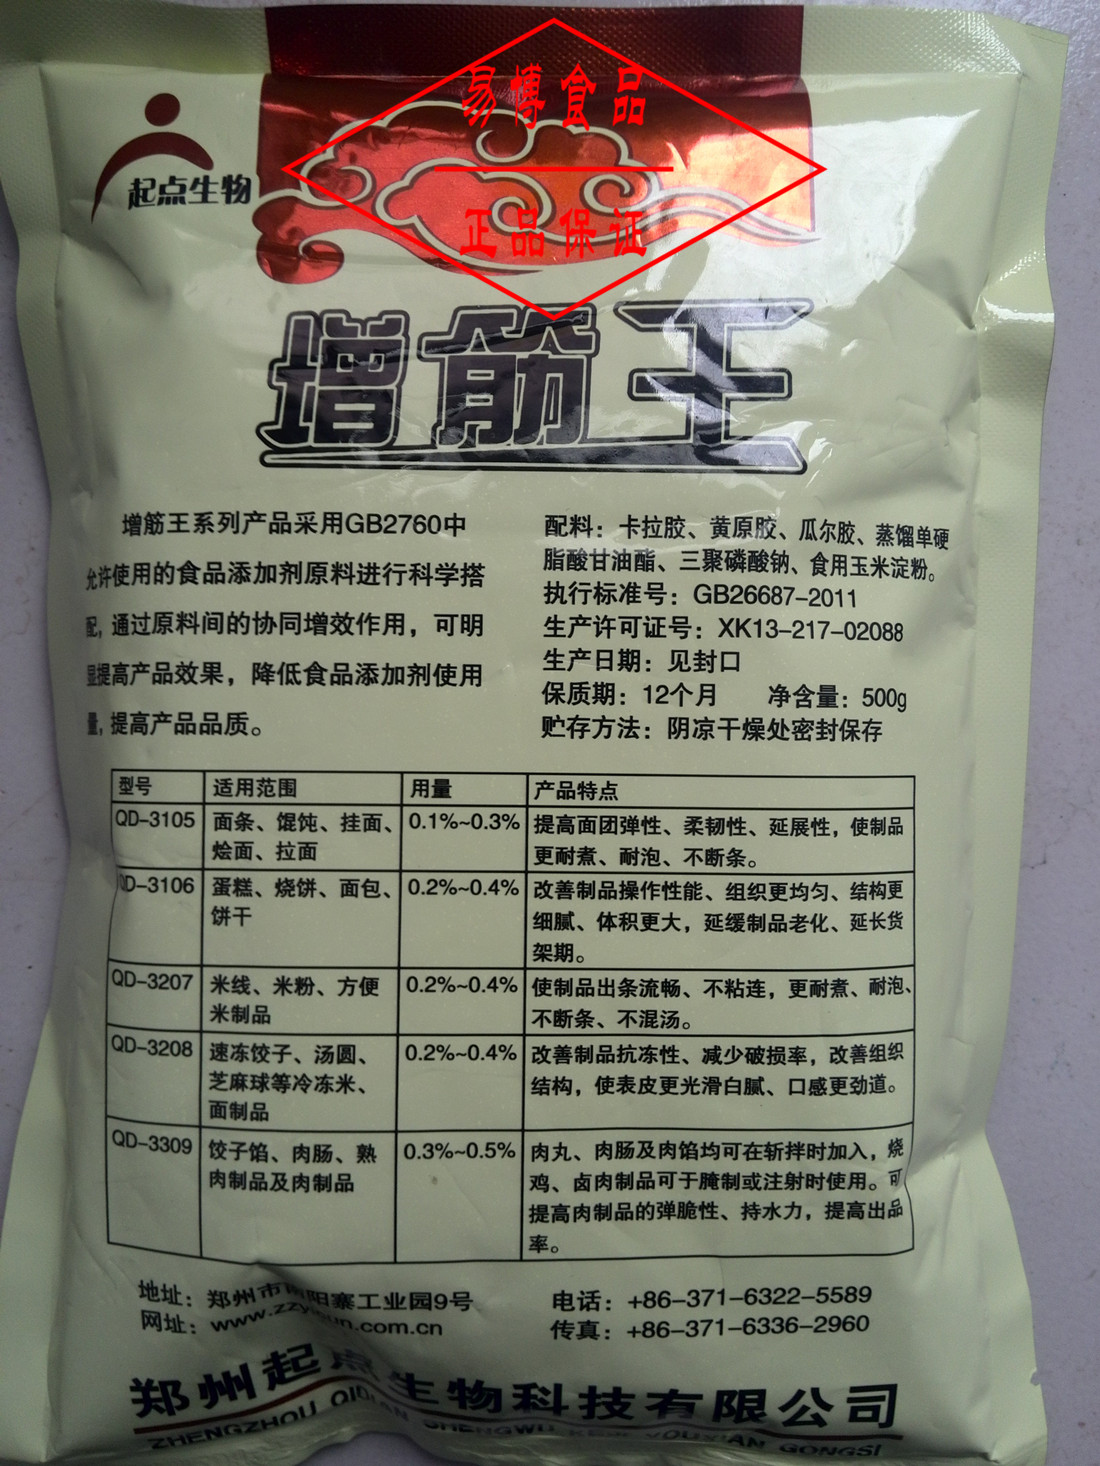 易博食品
正品保证
起点生物
增筋王
增筋王系列产品采用GB2760中
允许使用的食品添加剂原料进行科学搭
配,通过原料间的协同增效作用，可明
显提高产品效果，降低食品添加剂使用
量,提高产品品质。
配料：卡拉胶、黄原胶、瓜尔胶、蒸馏单硬
脂酸甘油酯、三聚磷酸钠、食用玉米淀粉。
执行标准号：GB26687-2011
生产许可证号：XK13-217-02088
生产日期：见封口
保质期：12个月 净含量：500g
贮存方法：阴凉干燥处密封保存
型号 适用范围 用量 产品特点
QD-3105 面条、馄饨、挂面、 0.1%~0.3% 提高面团弹性、柔韧性、延展性，使制品
烩面、拉面 更耐煮、耐泡、不断条。
QD-3106 蛋糕、烧饼、面包、 0.2%~0.4% 改善制品操作性能、组织更均匀、结构更
饼干 细腻、体积更大，延缓制品老化、延长货
架期。
QD-3207 米线、米粉、方便 0.2%~0.4% 使制品出条流畅、不粘连，更耐煮、耐泡、
米制品 不断条、不混汤。
QD-3208 速冻饺子、汤圆、 0.2%~0.4% 改善制品抗冻性、减少破损率，改善组织
芝麻球等冷冻米、 结构，使表皮更光滑白腻、口感更劲道。
面制品
QD-3309 饺子馅、肉肠、熟 0.3%~0.5% 肉丸、肉肠及肉馅均可在斩拌时加入，烧
肉制品及肉制品 鸡、卤肉制品可于腌制或注射时使用。可
提高肉制品的弹脆性、持水力，提高出品
率。
地址：郑州市南阳寨工业园9号 电话：+86-371-6322-5589
网址： 传真：+86-371-6336-2960
郑州起点生物科技有限公司
ZHENGZHOU QIDIAN SHENGWU KEJI YOUXIAN GONGSI